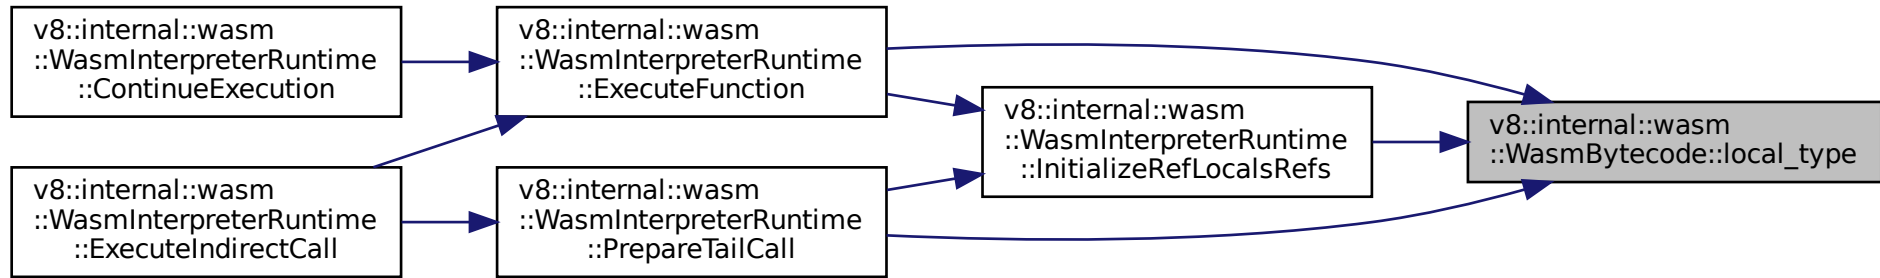 v8::internal::wasm
::WasmInterpreterRuntime
::ContinueExecution
v8::internal::wasm
::WasmInterpreterRuntime
::ExecuteFunction
v8::internal::wasm
::WasmInterpreterRuntime
::InitializeRefLocalsRefs
v8::internal::wasm
::WasmBytecode::local_type
v8::internal::wasm
::WasmInterpreterRuntime
::ExecuteIndirectCall
v8::internal::wasm
::WasmInterpreterRuntime
::PrepareTailCall